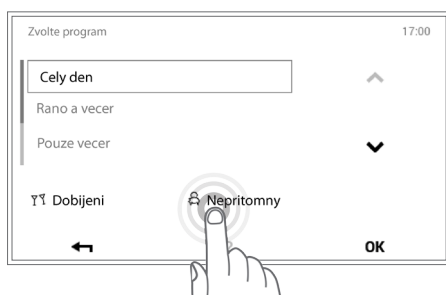 Zvolte program 17:00
Cely den
Rano a vecer
Pouze vecer
Dobijeni Nepritomny
OK